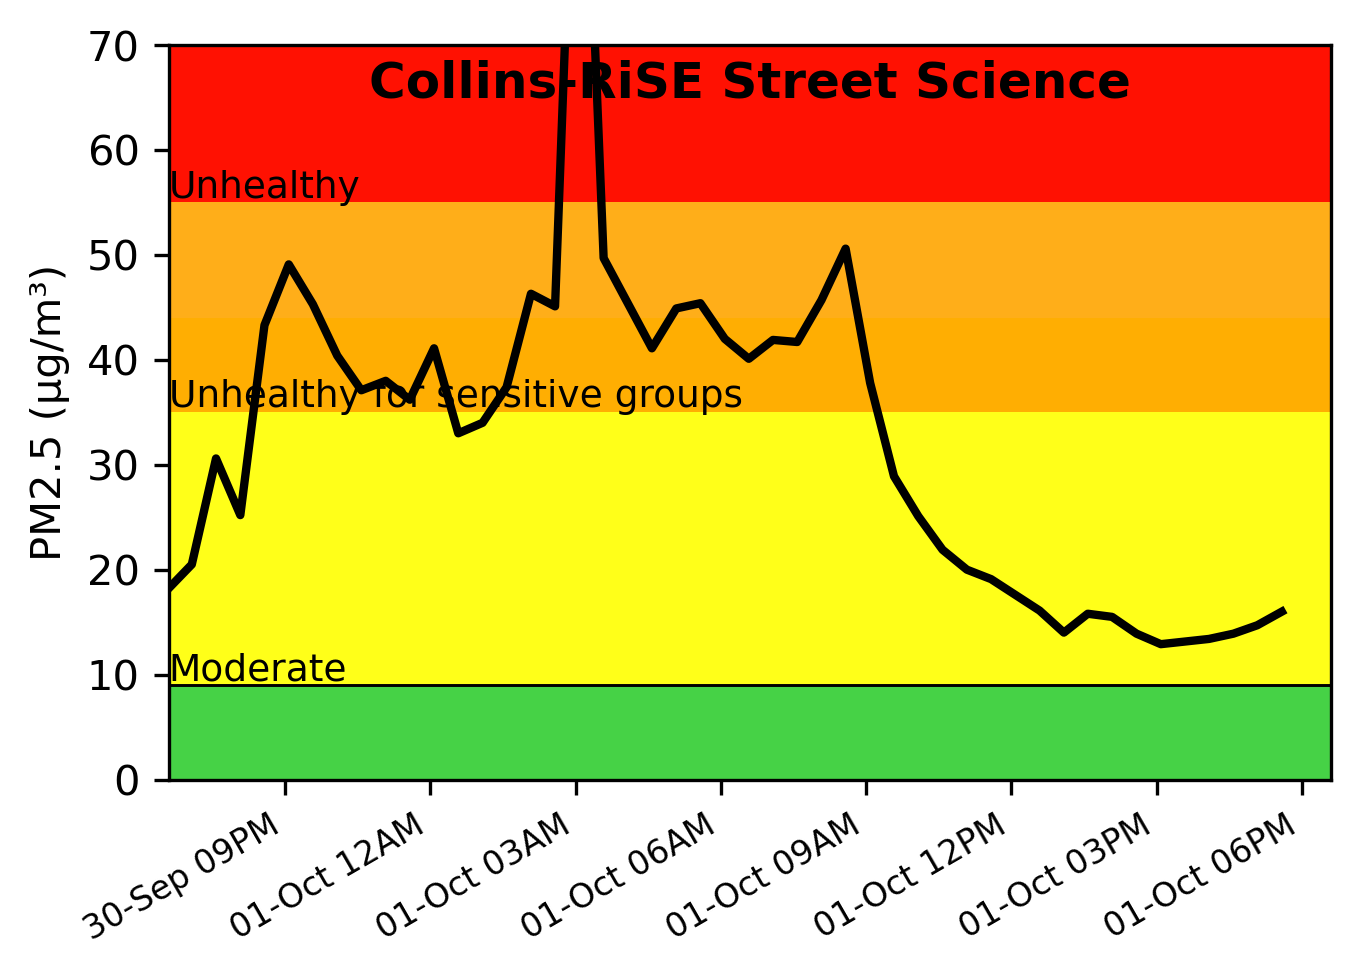 Collins-RiSE Street Science
PM2.5 (µg/m³)
70
60
50
40
30
20
10
0
Unhealthy
Unhealthy for sensitive groups
Moderate
30-Sep 09PM
01-Oct 12AM
01-Oct 03AM
01-Oct 06AM
01-Oct 09AM
01-Oct 12PM
01-Oct 03PM
01-Oct 06PM